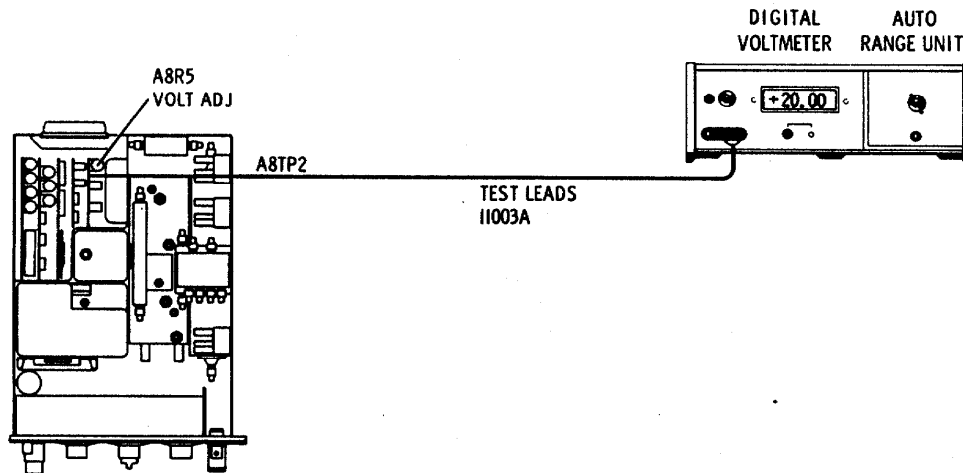 DIGITAL
VOLTMETER
AUTO
RANGE UNIT
A8R5
VOLT ADJ
+20.00
A8TP2
TEST LEADS
11003A